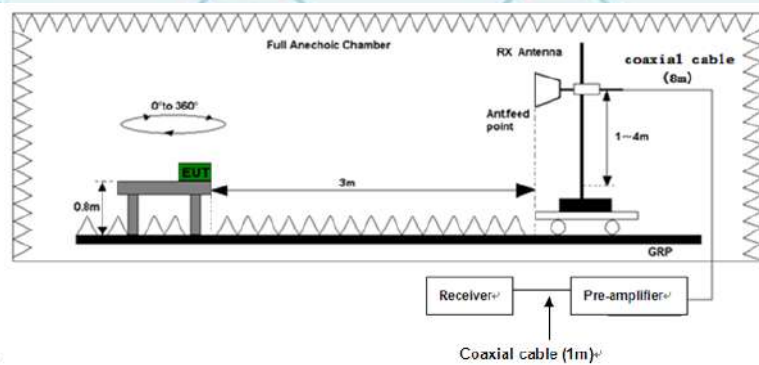 Full Anechoic Chamber
RX Antenna
coaxial cable
(8m)
0°to 360°
Antfeed
point
1~4m
EUT
3m
0.8m
GRP
Receiver
Pre-amplifier
Coaxial cable (1m)